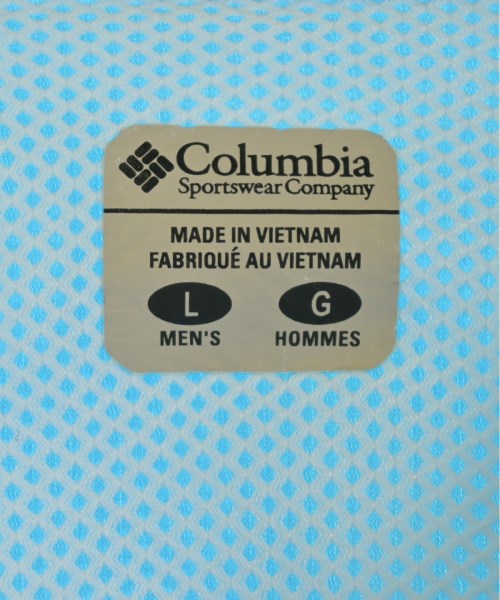 Columbia
Sportswear Company
MADE IN VIETNAM
FABRIQUÉ AU VIETNAM
L G
MEN'S HOMMES